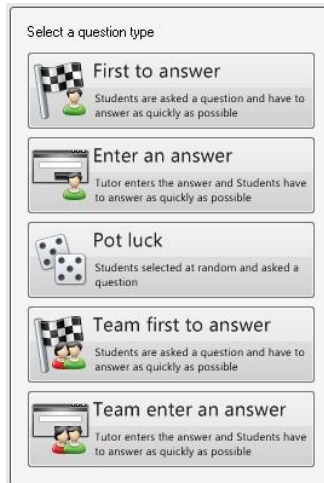 Select a question type
First to answer
Students are asked a question and have to
answer as quickly as possible
Enter an answer
Tutor enters the answer and Students have
to answer as quickly as possible
Pot luck
Students selected at random and asked a
question
Team first to answer
Students are asked a question and have to
answer as quickly as possible
Team enter an answer
Tutor enters the answer and Students have
to answer as quickly as possible